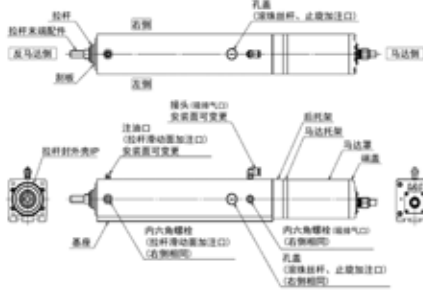 拉杆
拉杆末端配件
反马达侧
刮板
右侧
左侧
孔盖
(滚珠丝杆、止旋加注口)
马达侧
接头(吸排气口)
安装面可变更
注油口
(拉杆滑动面加注口)
安装面可变更
后托架
马达托架
马达罩
端盖
拉杆封外壳IP
基座
内六角螺栓
(拉杆滑动面加注口)
(右侧相同)
内六角螺栓(吸排气口)
(右侧相同)
孔盖
(滚珠丝杆、止旋加注口)
(右侧相同)